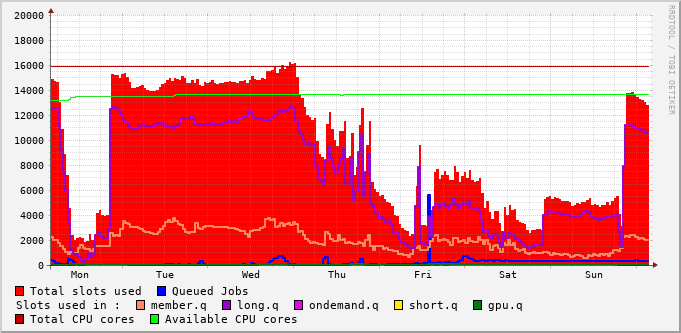 20000
18000
16000
14000
12000
10000
8000
6000
4000
2000
0
Mon Tue Wed Thu Fri Sat Sun
RRDTOOL / TOBI OETIKER
Total slots used Queued Jobs
Slots used in : member.q long.q ondemand.q short.q gpu.q
Total CPU cores Available CPU cores